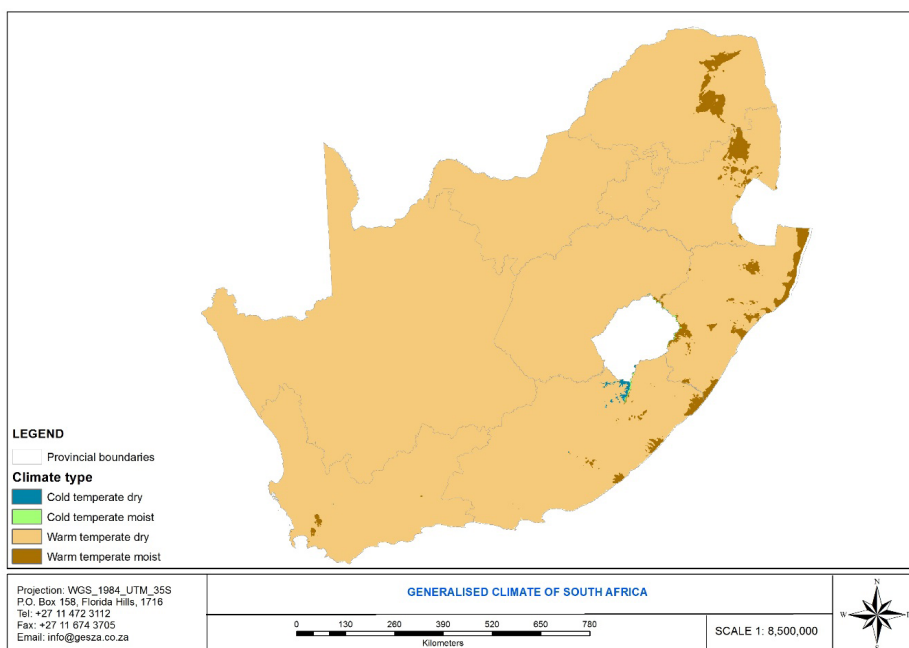 LEGEND
Provincial boundaries
Climate type
Cold temperate dry
Cold temperate moist
Warm temperate dry
Warm temperate moist
Projection: WGS_1984_UTM_35S
P.O. Box 158, Florida Hills, 1716
Tel: +27 11 472 3112
Fax: +27 11 674 3705
Email: info@gesza.co.za
GENERALISED CLIMATE OF SOUTH AFRICA
0 130 260 390 520 650 780
Kilometers
SCALE 1: 8,500,000
N
W E
S